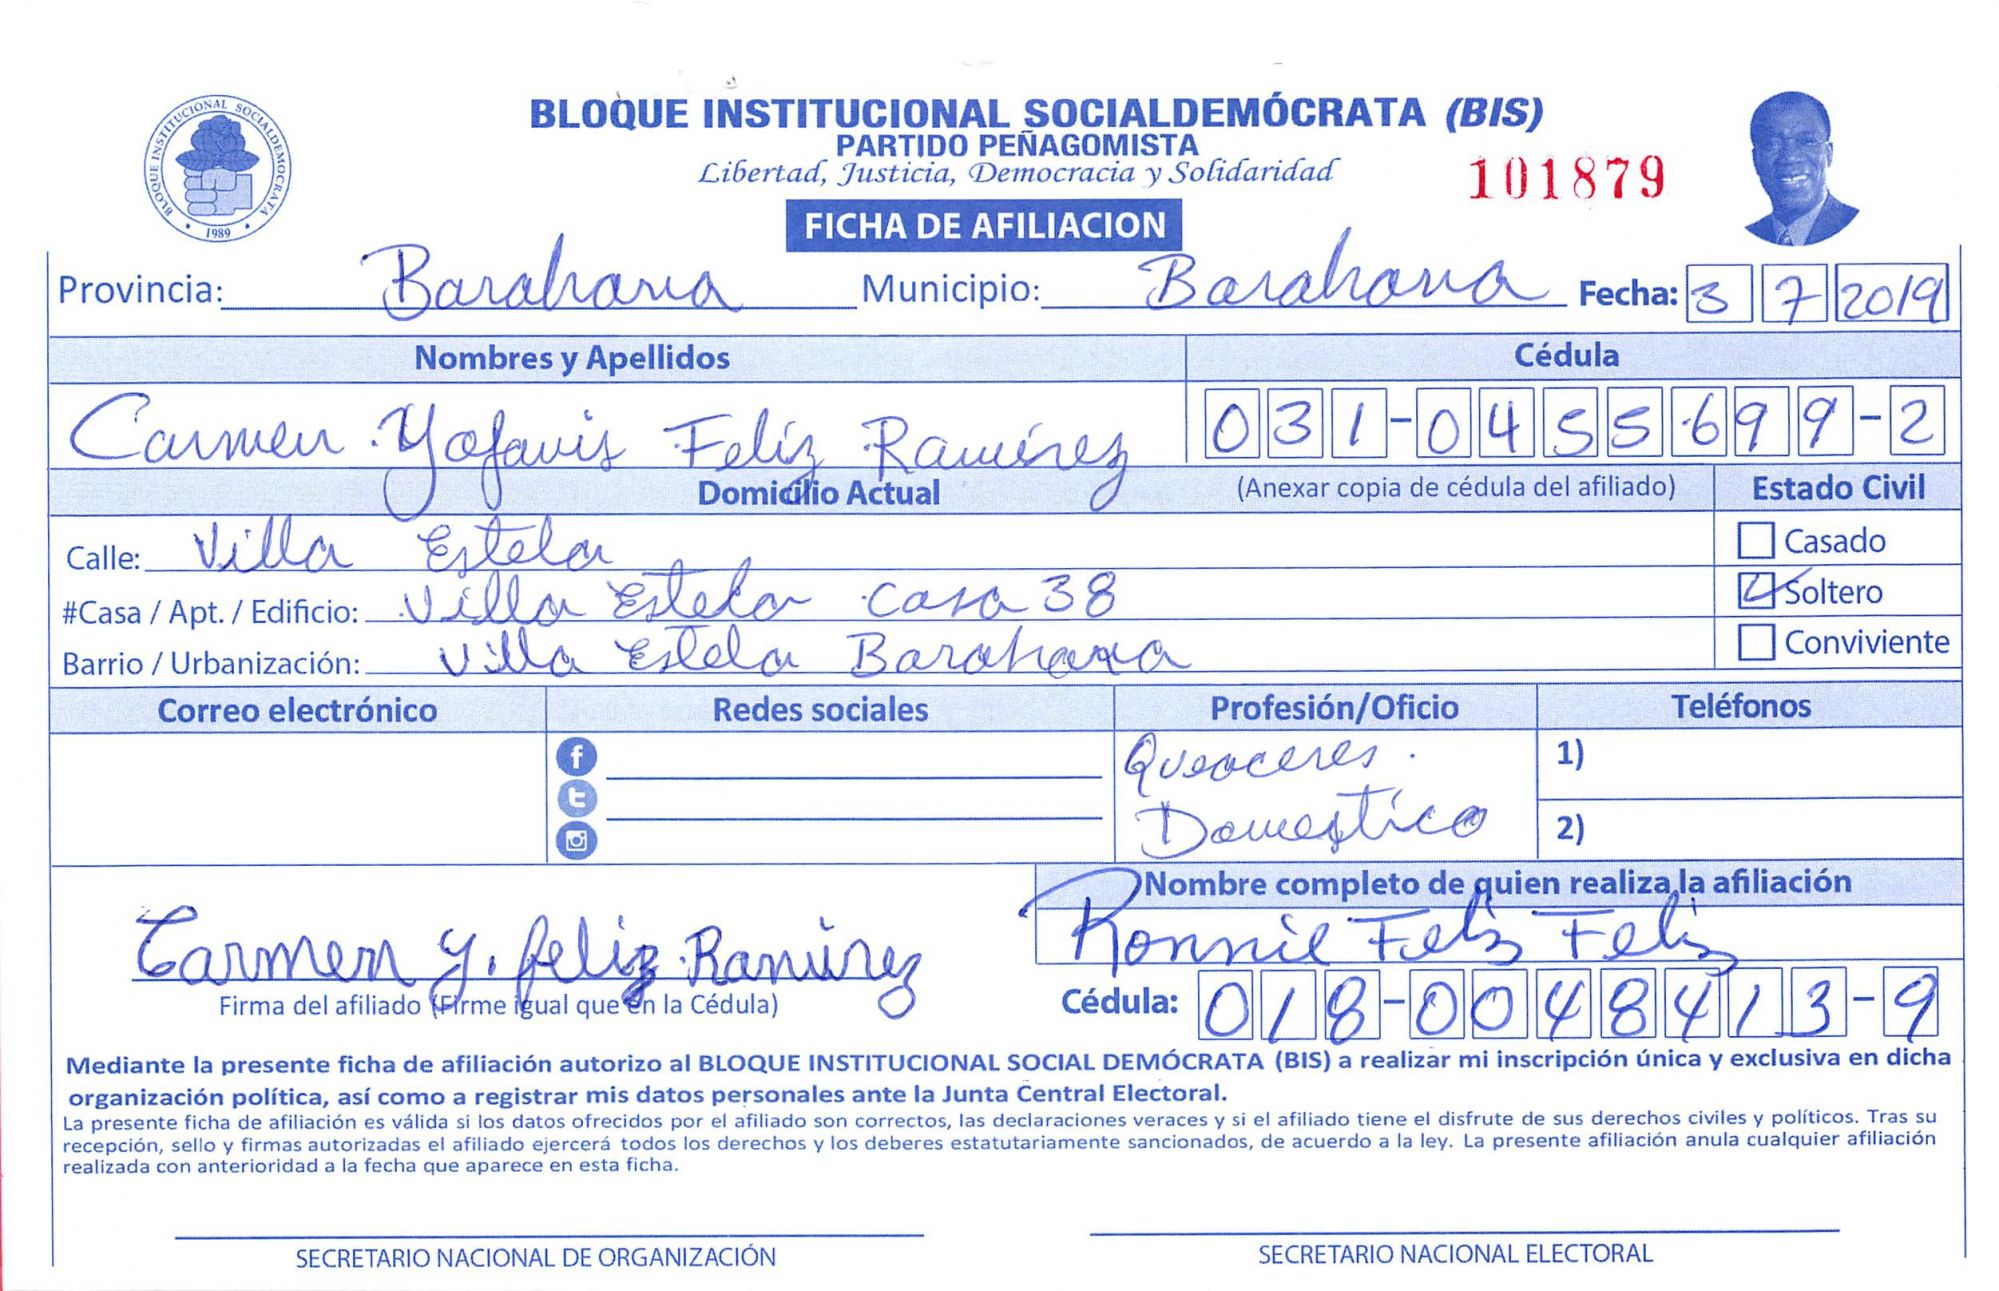 BLOQUE INSTITUCIONAL SOCIALDEMOCRATA
1989
BLOQUE INSTITUCIONAL SOCIALDEMÓCRATA (BIS)
PARTIDO PEÑAGOMISTA
Libertad, Justicia, Democracia y Solidaridad
101879
FICHA DE AFILIACION
Provincia: Barahona Municipio: Barahona Fecha: 3 7 2019
Nombres y Apellidos Cédula
Carmen Yofavis Feliz Ramírez 031-0455699-2
Domicilio Actual (Anexar copia de cédula del afiliado) Estado Civil
Calle: Villa Estela Casado
#Casa / Apt. / Edificio: Villa Estela casa 38 Soltero
Barrio / Urbanización: Villa Estela Barahona Conviviente
Correo electrónico Redes sociales Profesión/Oficio Teléfonos
Queaceres 1)
Domestico 2)
Nombre completo de quien realiza la afiliación
Carmen y. feliz Ramírez Ronnie Feliz Feliz
Firma del afiliado (Firme igual que en la Cédula) Cédula: 018-0048413-9
Mediante la presente ficha de afiliación autorizo al BLOQUE INSTITUCIONAL SOCIAL DEMÓCRATA (BIS) a realizar mi inscripción única y exclusiva en dicha
organización política, así como a registrar mis datos personales ante la Junta Central Electoral.
La presente ficha de afiliación es válida si los datos ofrecidos por el afiliado son correctos, las declaraciones veraces y si el afiliado tiene el disfrute de sus derechos civiles y políticos. Tras su
recepción, sello y firmas autorizadas el afiliado ejercerá todos los derechos y los deberes estatutariamente sancionados, de acuerdo a la ley. La presente afiliación anula cualquier afiliación
realizada con anterioridad a la fecha que aparece en esta ficha.
SECRETARIO NACIONAL DE ORGANIZACIÓN SECRETARIO NACIONAL ELECTORAL